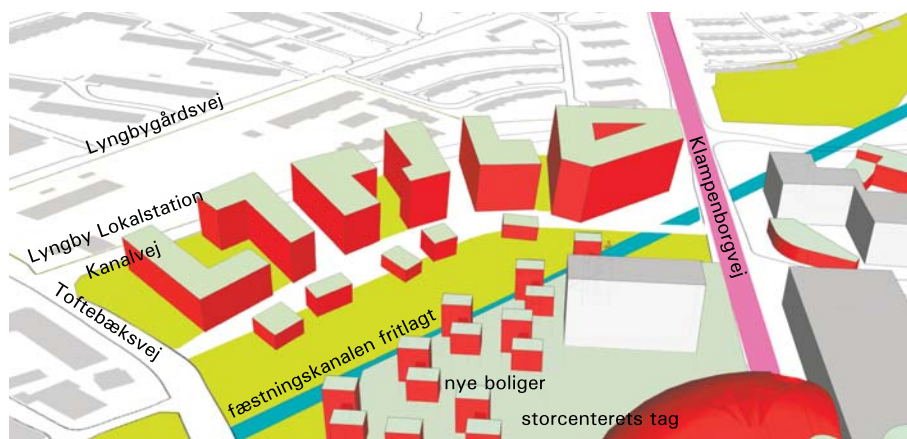 Lyngbygårdsvej
Klampenborgvej
Lyngby Lokalstation
Kanalvej
Toftebæksvej
fæstningskanalen fritlagt
nye boliger
storcenterets tag